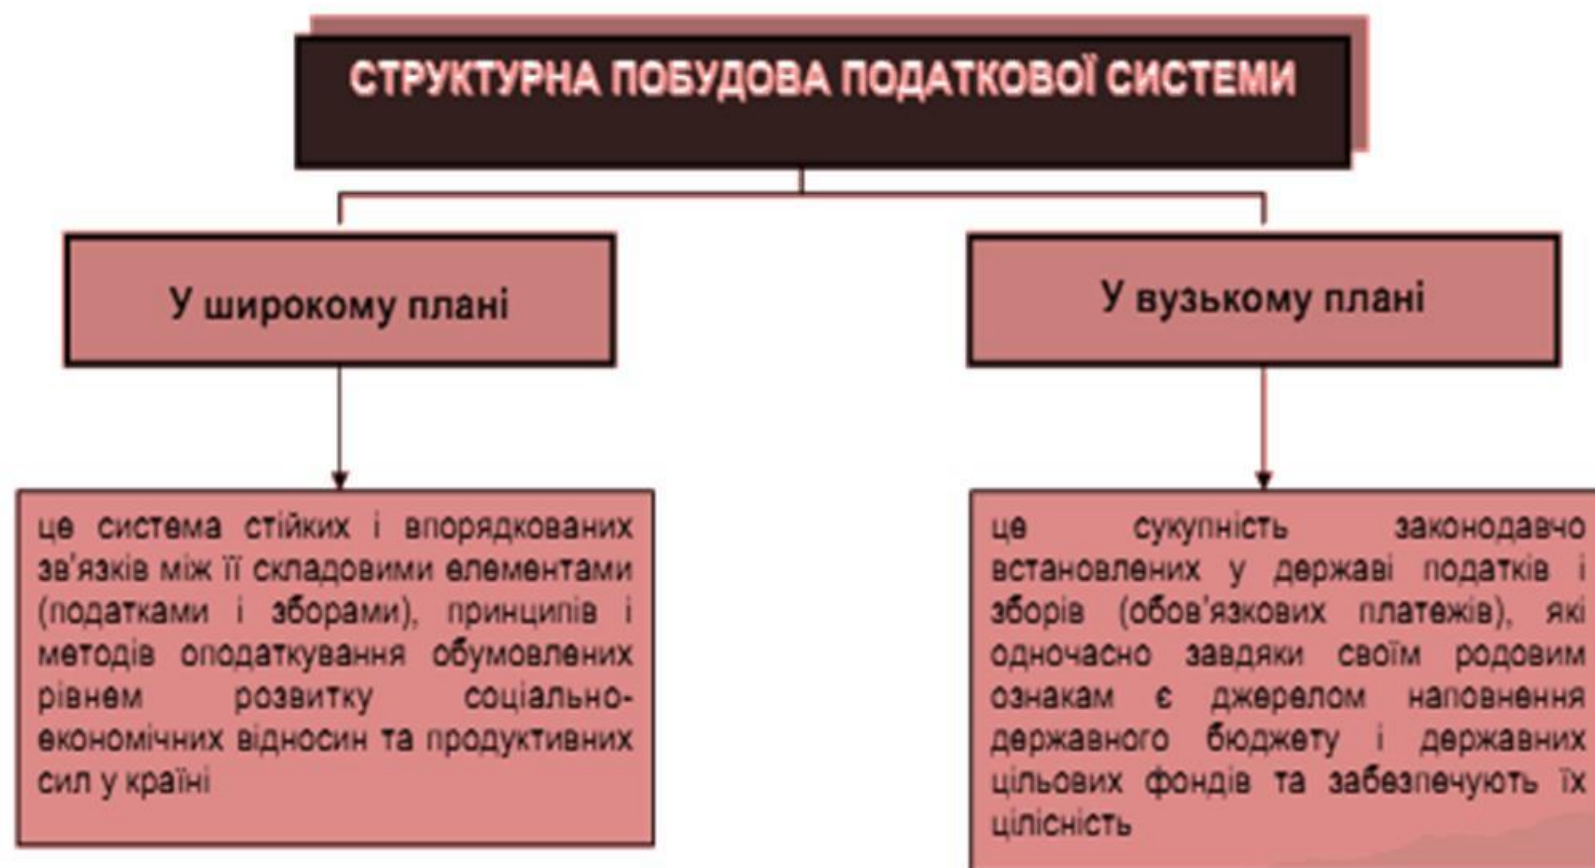 СТРУКТУРНА ПОБУДОВА ПОДАТКОВОЇ СИСТЕМИ
У широкому плані
це система стійких і впорядкованих
зв'язків між її складовими елементами
(податками і зборами), принципів і
методів оподаткування обумовлених
рівнем розвитку соціально-
економічних відносин та продуктивних
сил у країні
У вузькому плані
це сукупність законодавчо
встановлених у державі податків і
зборів (обов'язкових платежів), які
одночасно завдяки своїм родовим
ознакам є джерелом наповнення
державного бюджету і державних
цільових фондів та забезпечують їх
цілісність